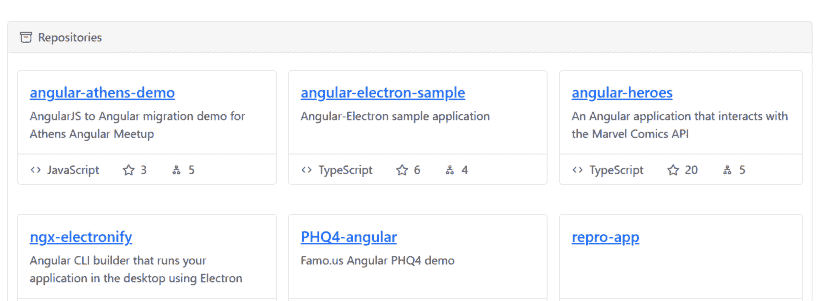 Repositories
angular-athens-demo
AngularJS to Angular migration demo for
Athens Angular Meetup
JavaScript 3 5
angular-electron-sample
Angular-Electron sample application
TypeScript 6 4
angular-heroes
An Angular application that interacts with
the Marvel Comics API
TypeScript 20 5
ngx-electronify
Angular CLI builder that runs your
application in the desktop using Electron
PHQ4-angular
Famo.us Angular PHQ4 demo
repro-app